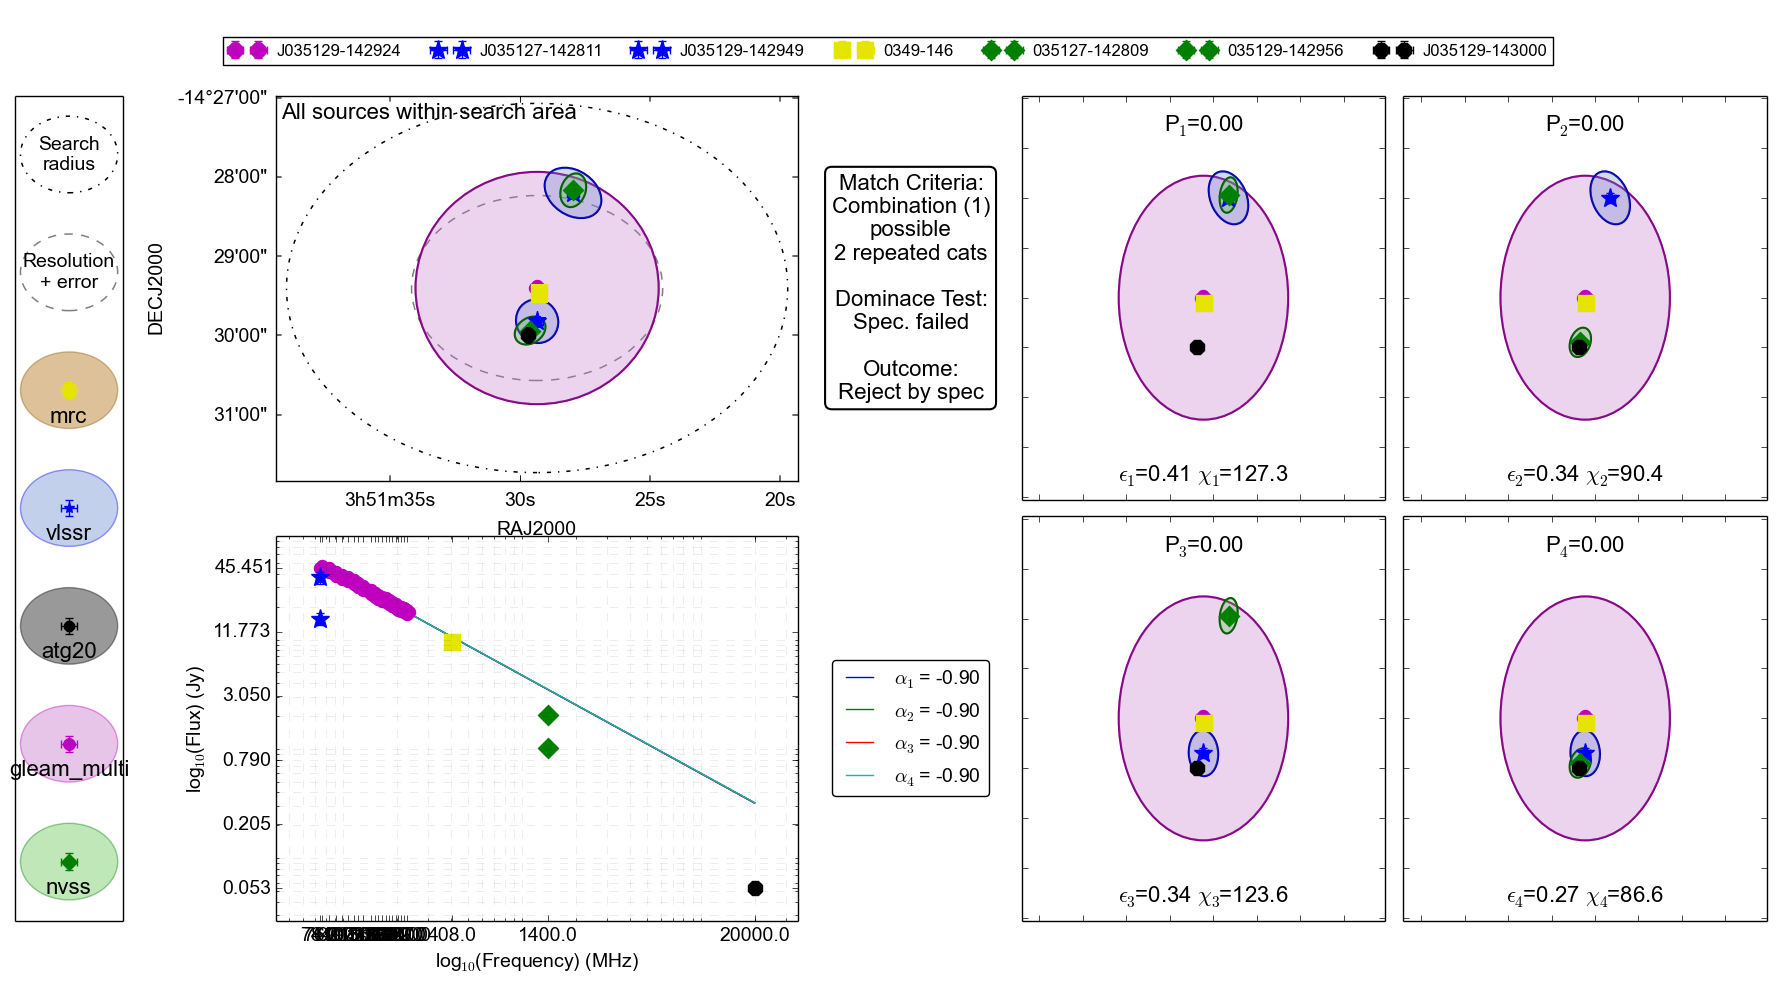 J035129-142924
J035127-142811
J035129-142949
0349-146
035127-142809
035129-142956
J035129-143000
Search
radius
Resolution
+ error
mrc
vlssr
atg20
gleam_multi
nvss
All sources within search area
-14°27'00"
28'00"
29'00"
30'00"
31'00"
DECJ2000
3h51m35s
30s
25s
20s
RAJ2000
Match Criteria:
Combination (1)
possible
2 repeated cats
Dominace Test:
Spec. failed
Outcome:
Reject by spec
P1=0.00
ϵ1=0.41 χ1=127.3
P2=0.00
ϵ2=0.34 χ2=90.4
45.451
11.773
3.050
0.790
0.205
0.053
log10(Flux) (Jy)
408.0
1400.0
20000.0
log10(Frequency) (MHz)
α1 = -0.90
α2 = -0.90
α3 = -0.90
α4 = -0.90
P3=0.00
ϵ3=0.34 χ3=123.6
P4=0.00
ϵ4=0.27 χ4=86.6